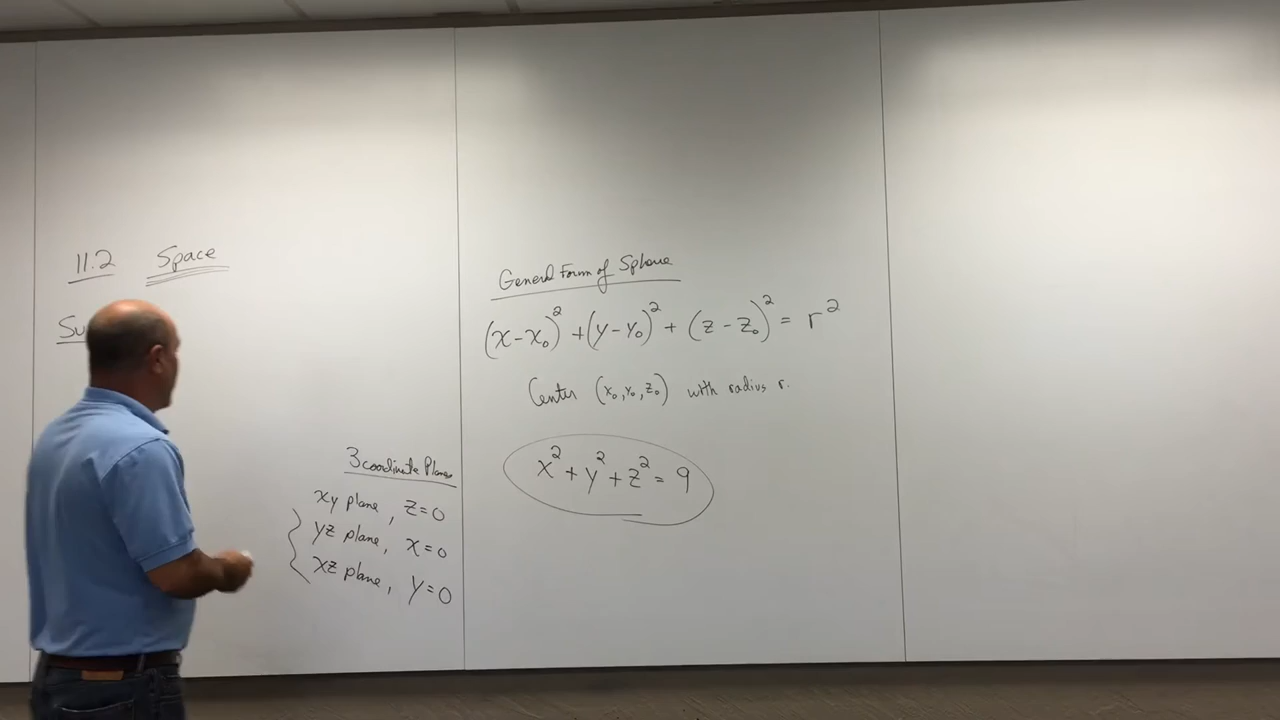 11.2 Space
Su
3 coordinate Planes
xy plane, z=0
yz plane, x=0
xz plane, y=0
General Form of Sphere
(x-x₀)² + (y-y₀)² + (z-z₀)² = r²
Center (x₀, y₀, z₀) with radius r.
x² + y² + z² = 9